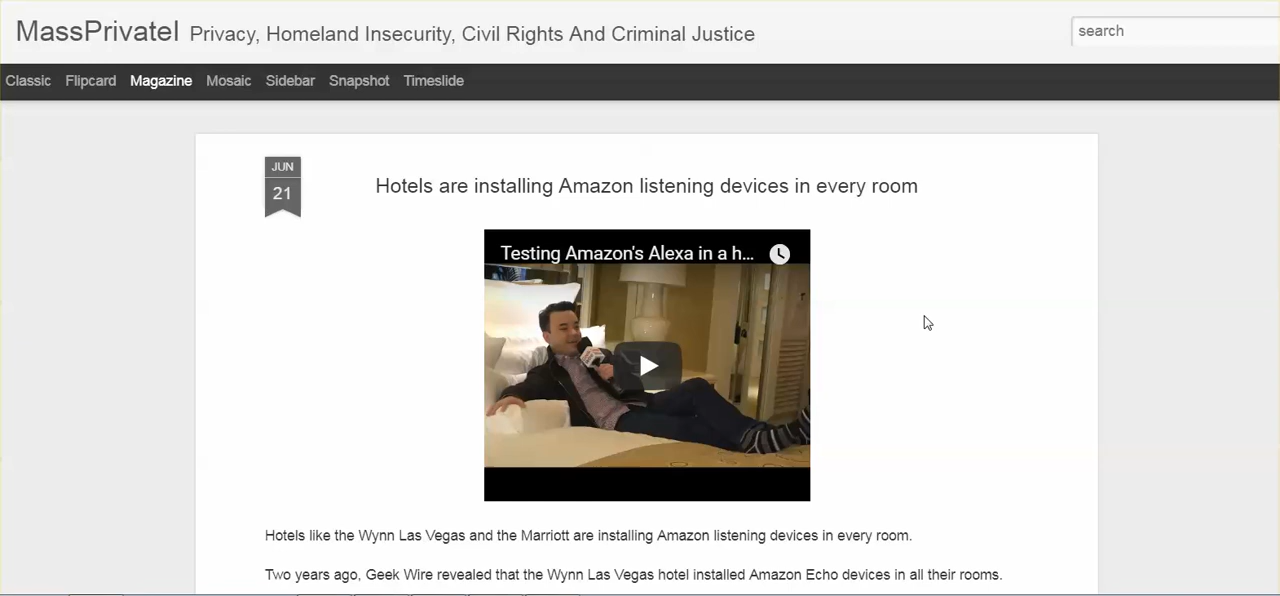 MassPrivateI Privacy, Homeland Insecurity, Civil Rights And Criminal Justice
search
Classic Flipcard Magazine Mosaic Sidebar Snapshot Timeslide
JUN
21
Hotels are installing Amazon listening devices in every room
Testing Amazon's Alexa in a h...
Hotels like the Wynn Las Vegas and the Marriott are installing Amazon listening devices in every room.
Two years ago, Geek Wire revealed that the Wynn Las Vegas hotel installed Amazon Echo devices in all their rooms.